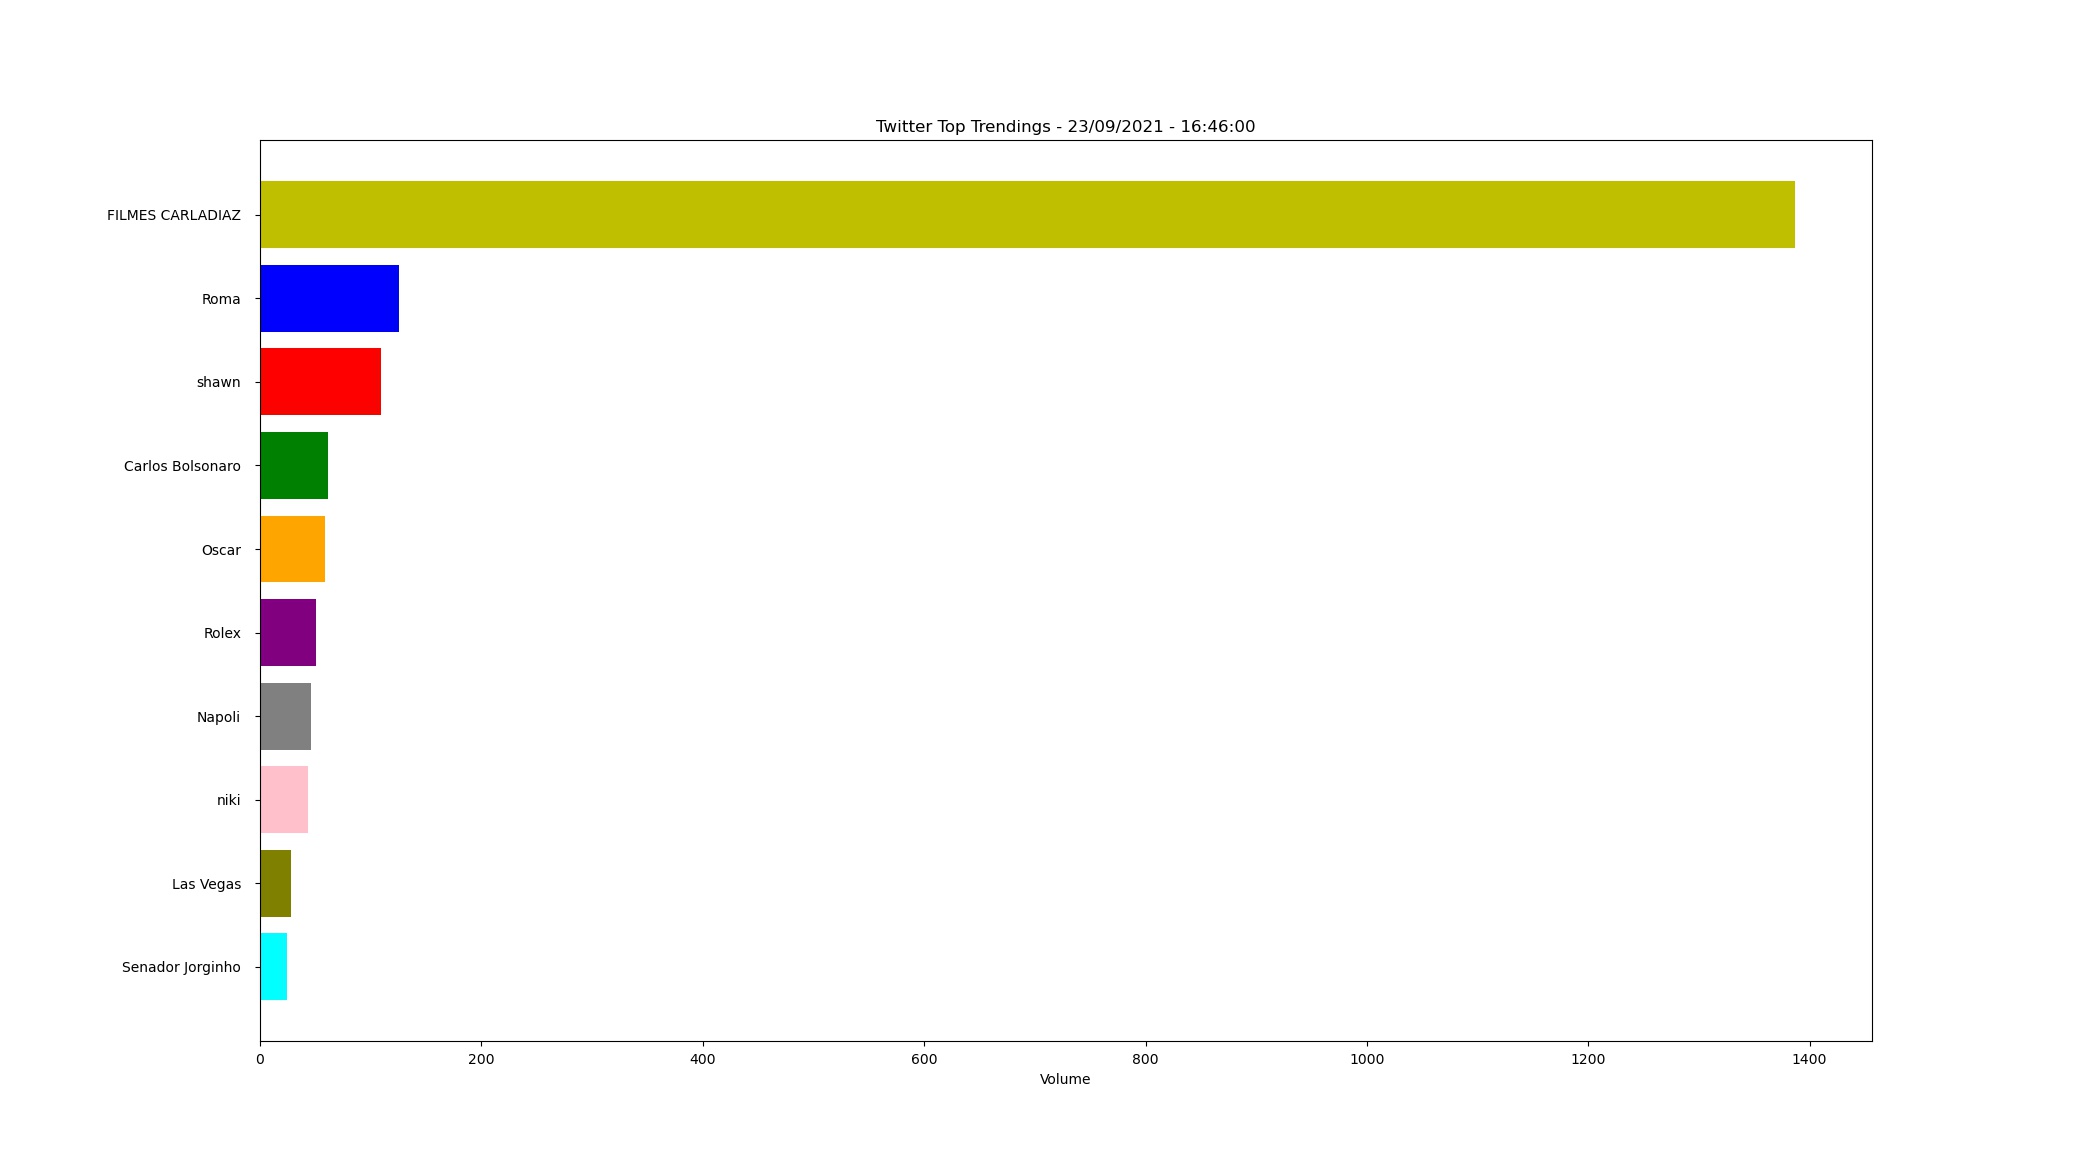 Twitter Top Trendings - 23/09/2021 - 16:46:00
FILMES CARLADIAZ
Roma
shawn
Carlos Bolsonaro
Oscar
Rolex
Napoli
niki
Las Vegas
Senador Jorginho
0 200 400 600 800 1000 1200 1400
Volume